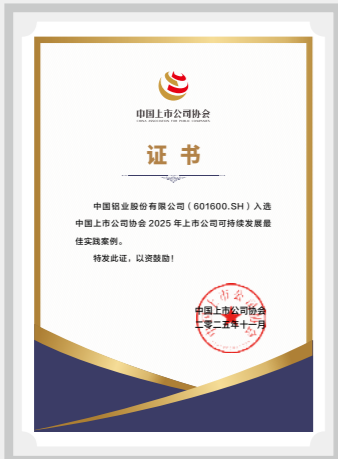 中国上市公司协会
CHINA ASSOCIATION FOR PUBLIC COMPANIES
证书
中国铝业股份有限公司（601600.SH）入选
中国上市公司协会 2025 年上市公司可持续发展最
佳实践案例。
特发此证，以资鼓励！
中国上市公司协会
二零二五年十一月